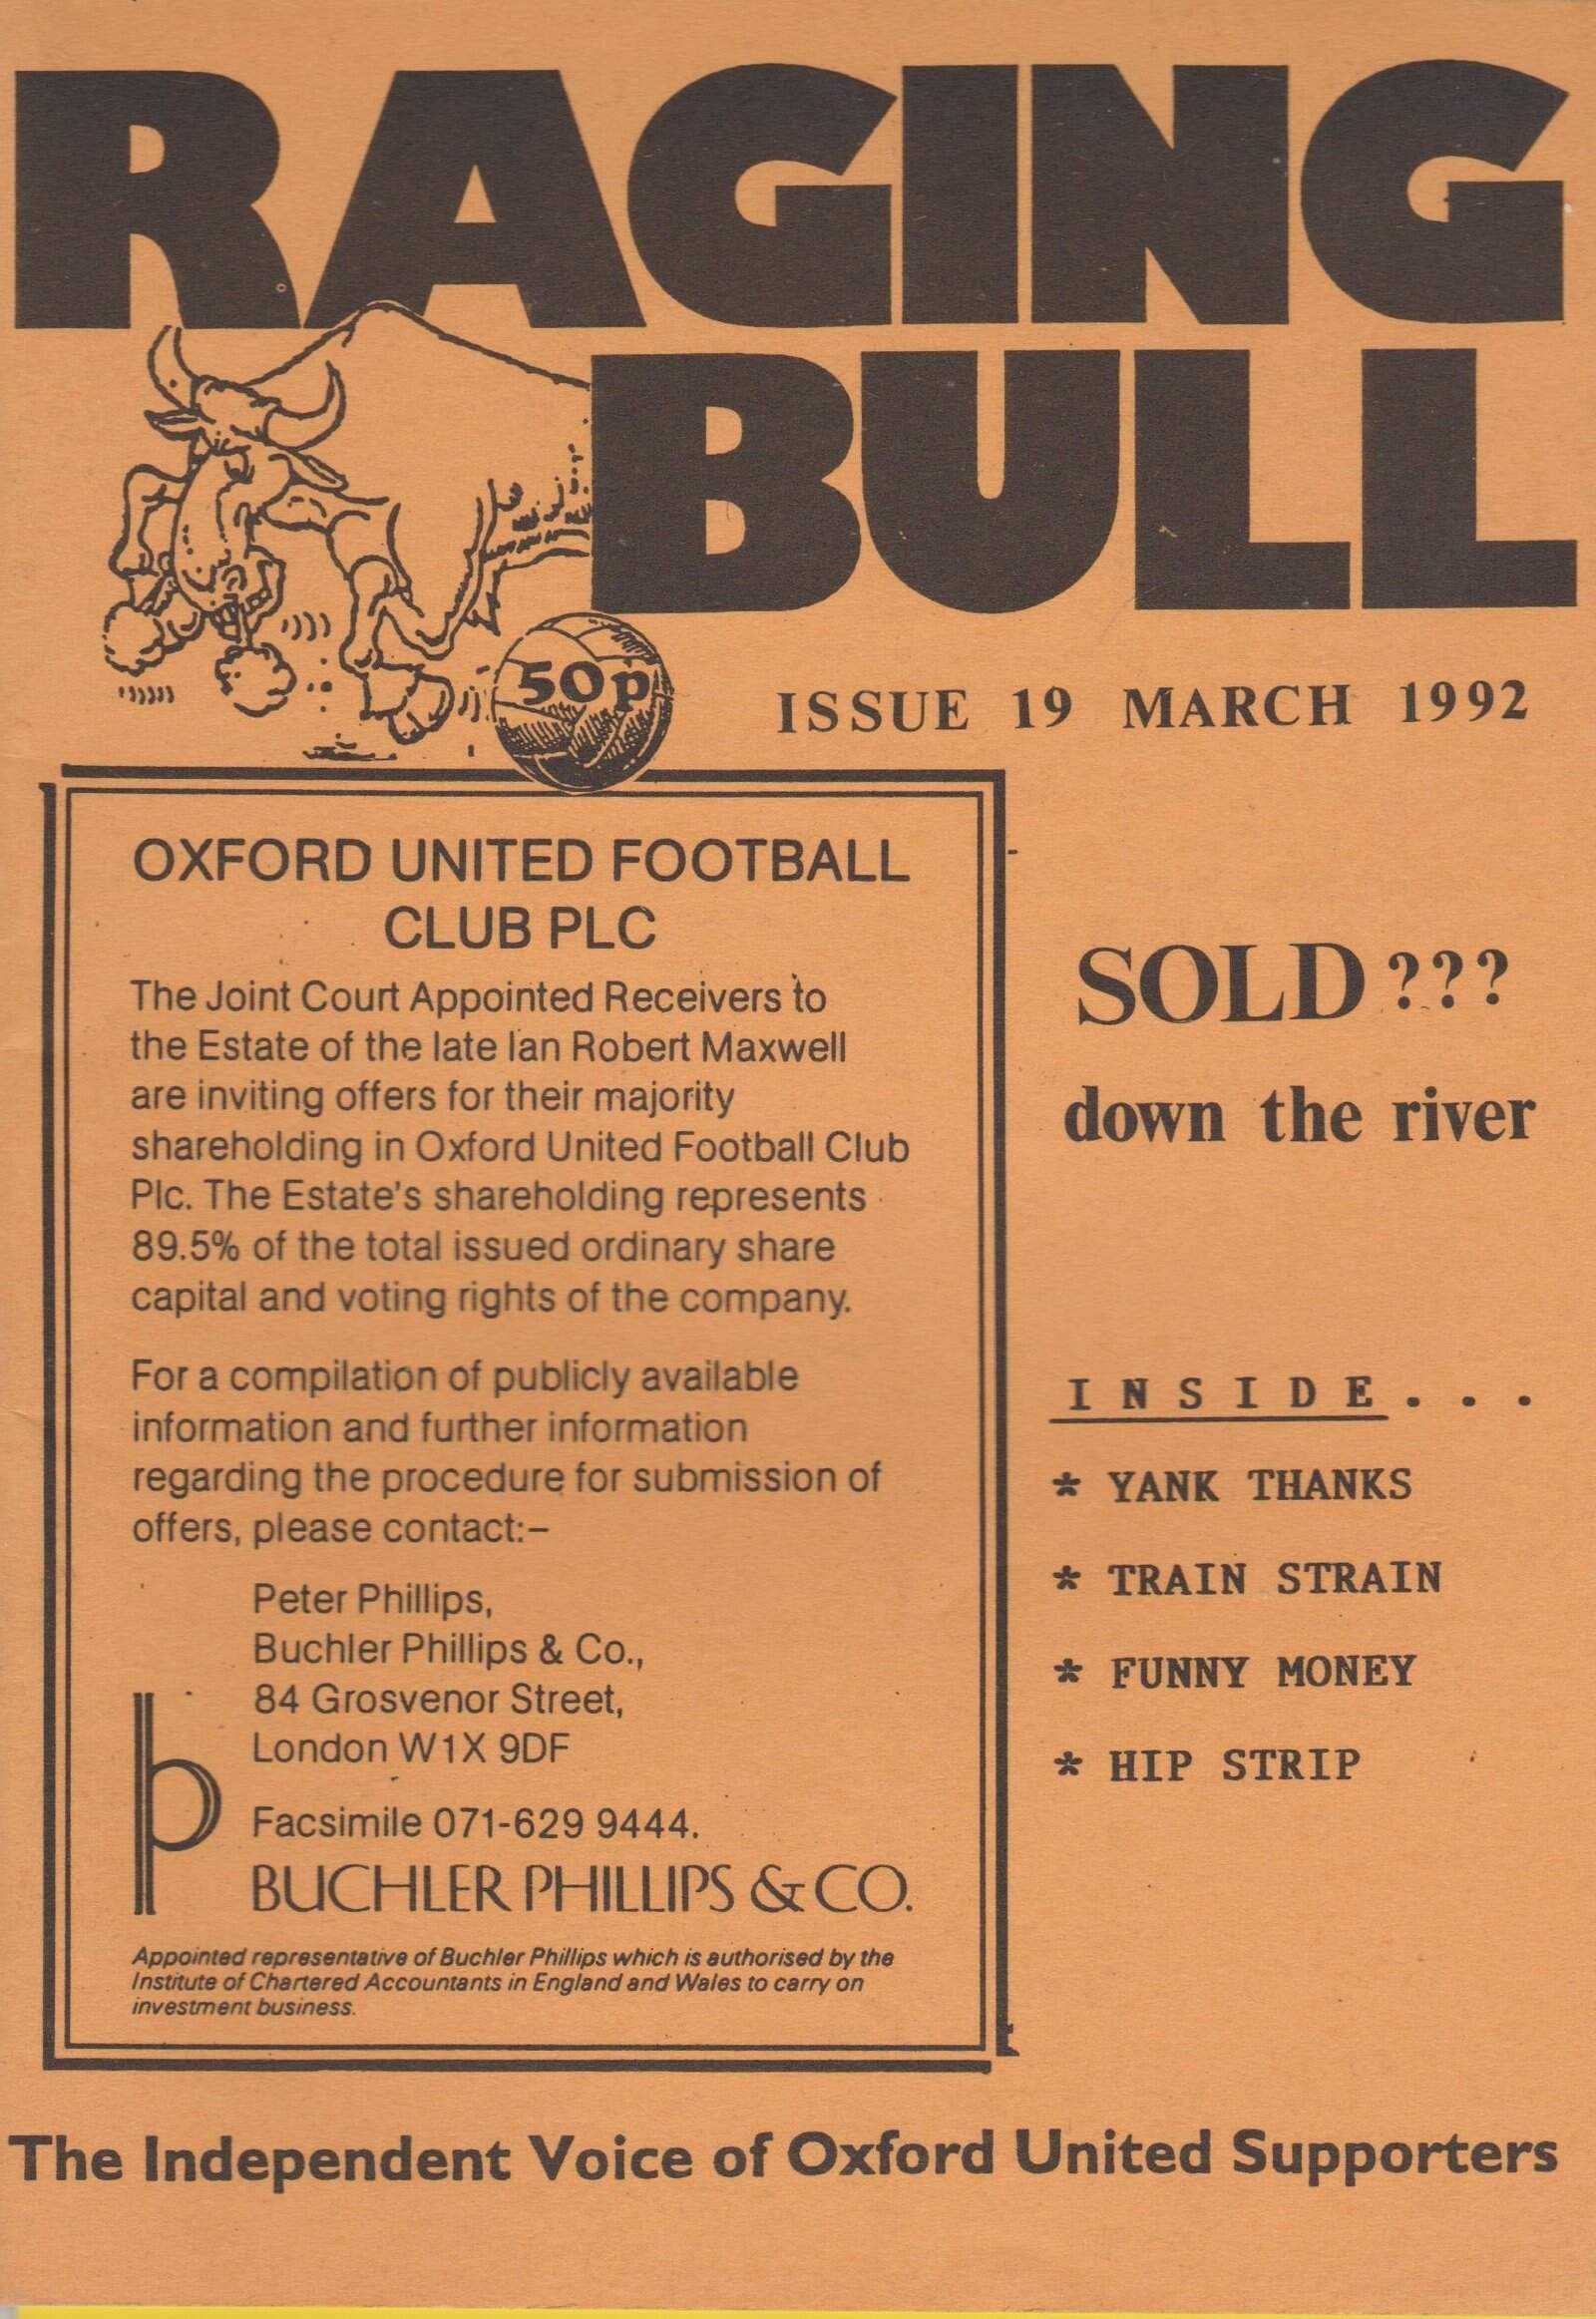 RAGING
BULL
50p
ISSUE 19 MARCH 1992
OXFORD UNITED FOOTBALL
CLUB PLC
The Joint Court Appointed Receivers to
the Estate of the late Ian Robert Maxwell
are inviting offers for their majority
shareholding in Oxford United Football Club
Plc. The Estate's shareholding represents
89.5% of the total issued ordinary share
capital and voting rights of the company.
For a compilation of publicly available
information and further information
regarding the procedure for submission of
offers, please contact:–
Peter Phillips,
Buchler Phillips & Co.,
84 Grosvenor Street,
London W1X 9DF
Facsimile 071-629 9444.
BUCHLER PHILLIPS & CO.
Appointed representative of Buchler Phillips which is authorised by the
Institute of Chartered Accountants in England and Wales to carry on
investment business.
SOLD ???
down the river
INSIDE...
* YANK THANKS
* TRAIN STRAIN
* FUNNY MONEY
* HIP STRIP
The Independent Voice of Oxford United Supporters